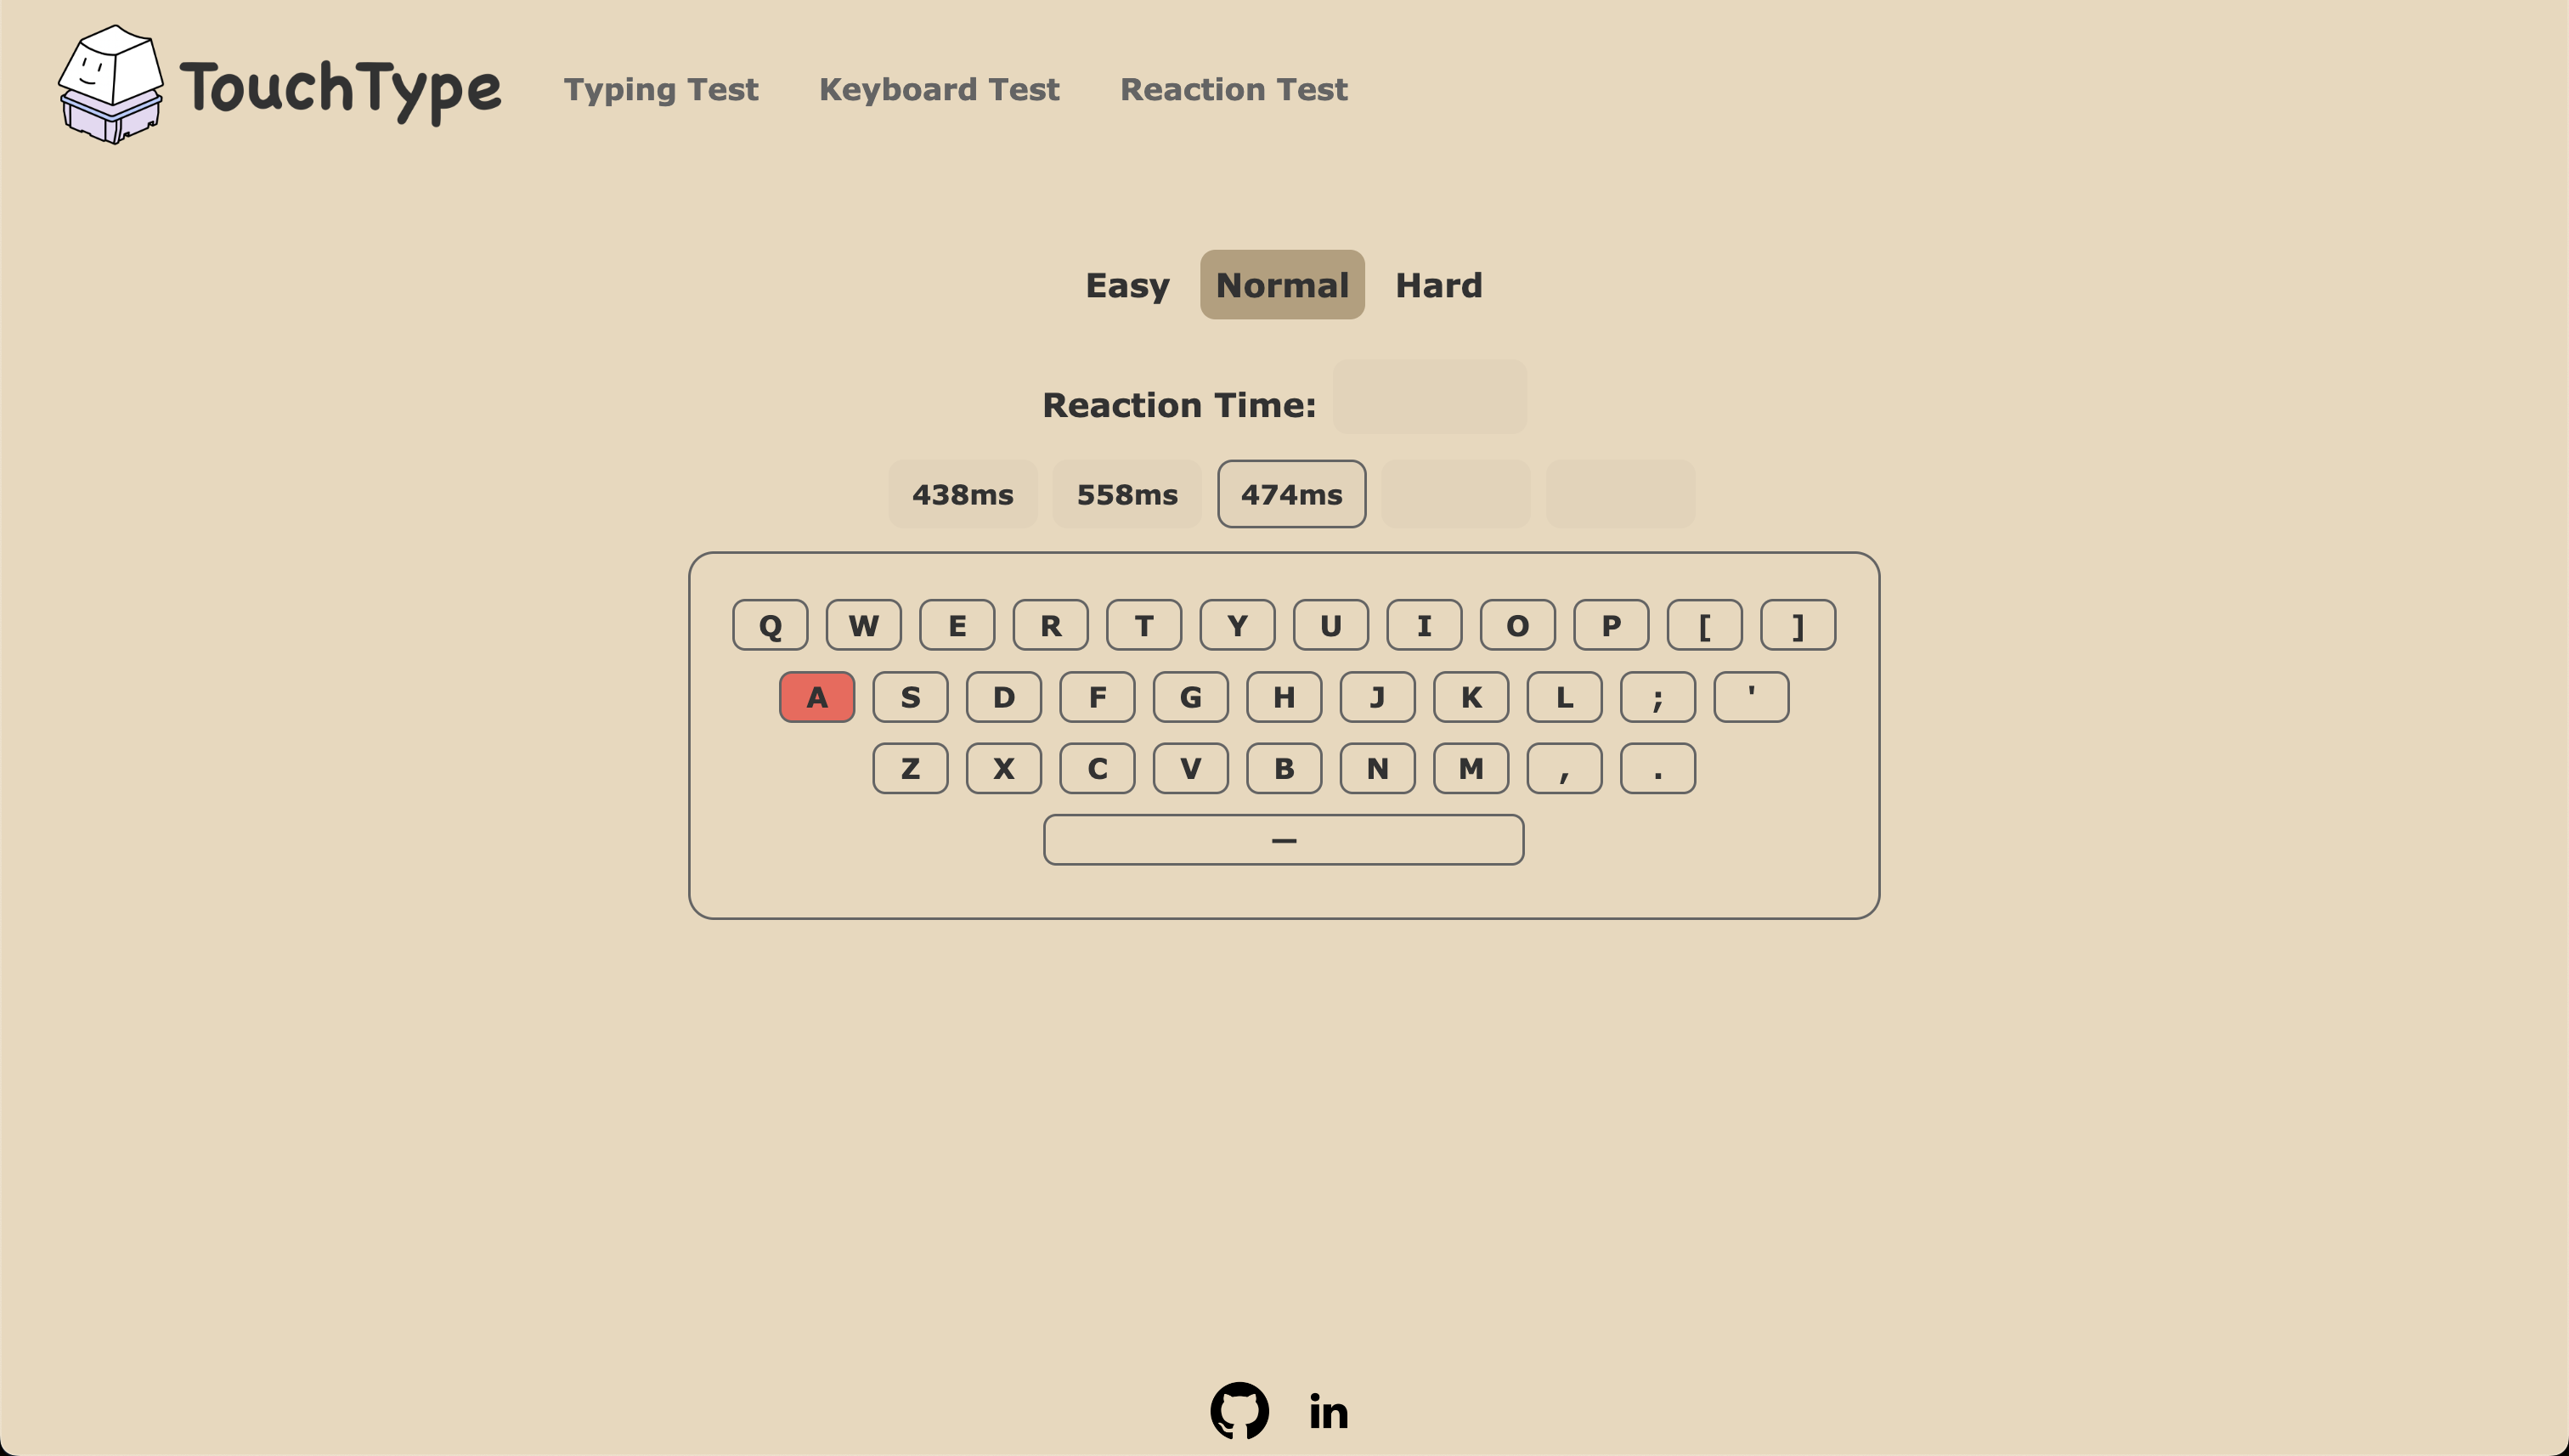 TouchType Typing Test Keyboard Test Reaction Test
Easy Normal Hard
Reaction Time:
438ms 558ms 474ms
Q W E R T Y U I O P [ ]
A S D F G H J K L ; '
Z X C V B N M , .
—
in